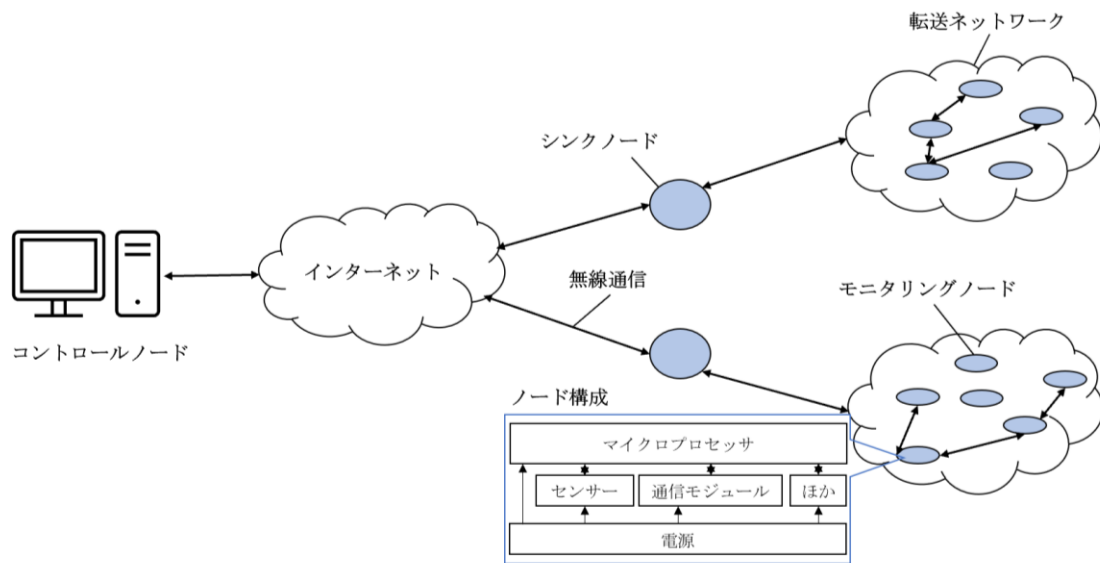 転送ネットワーク
シンクノード
インターネット
無線通信
モニタリングノード
コントロールノード
ノード構成
マイクロプロセッサ
センサー
通信モジュール
ほか
電源